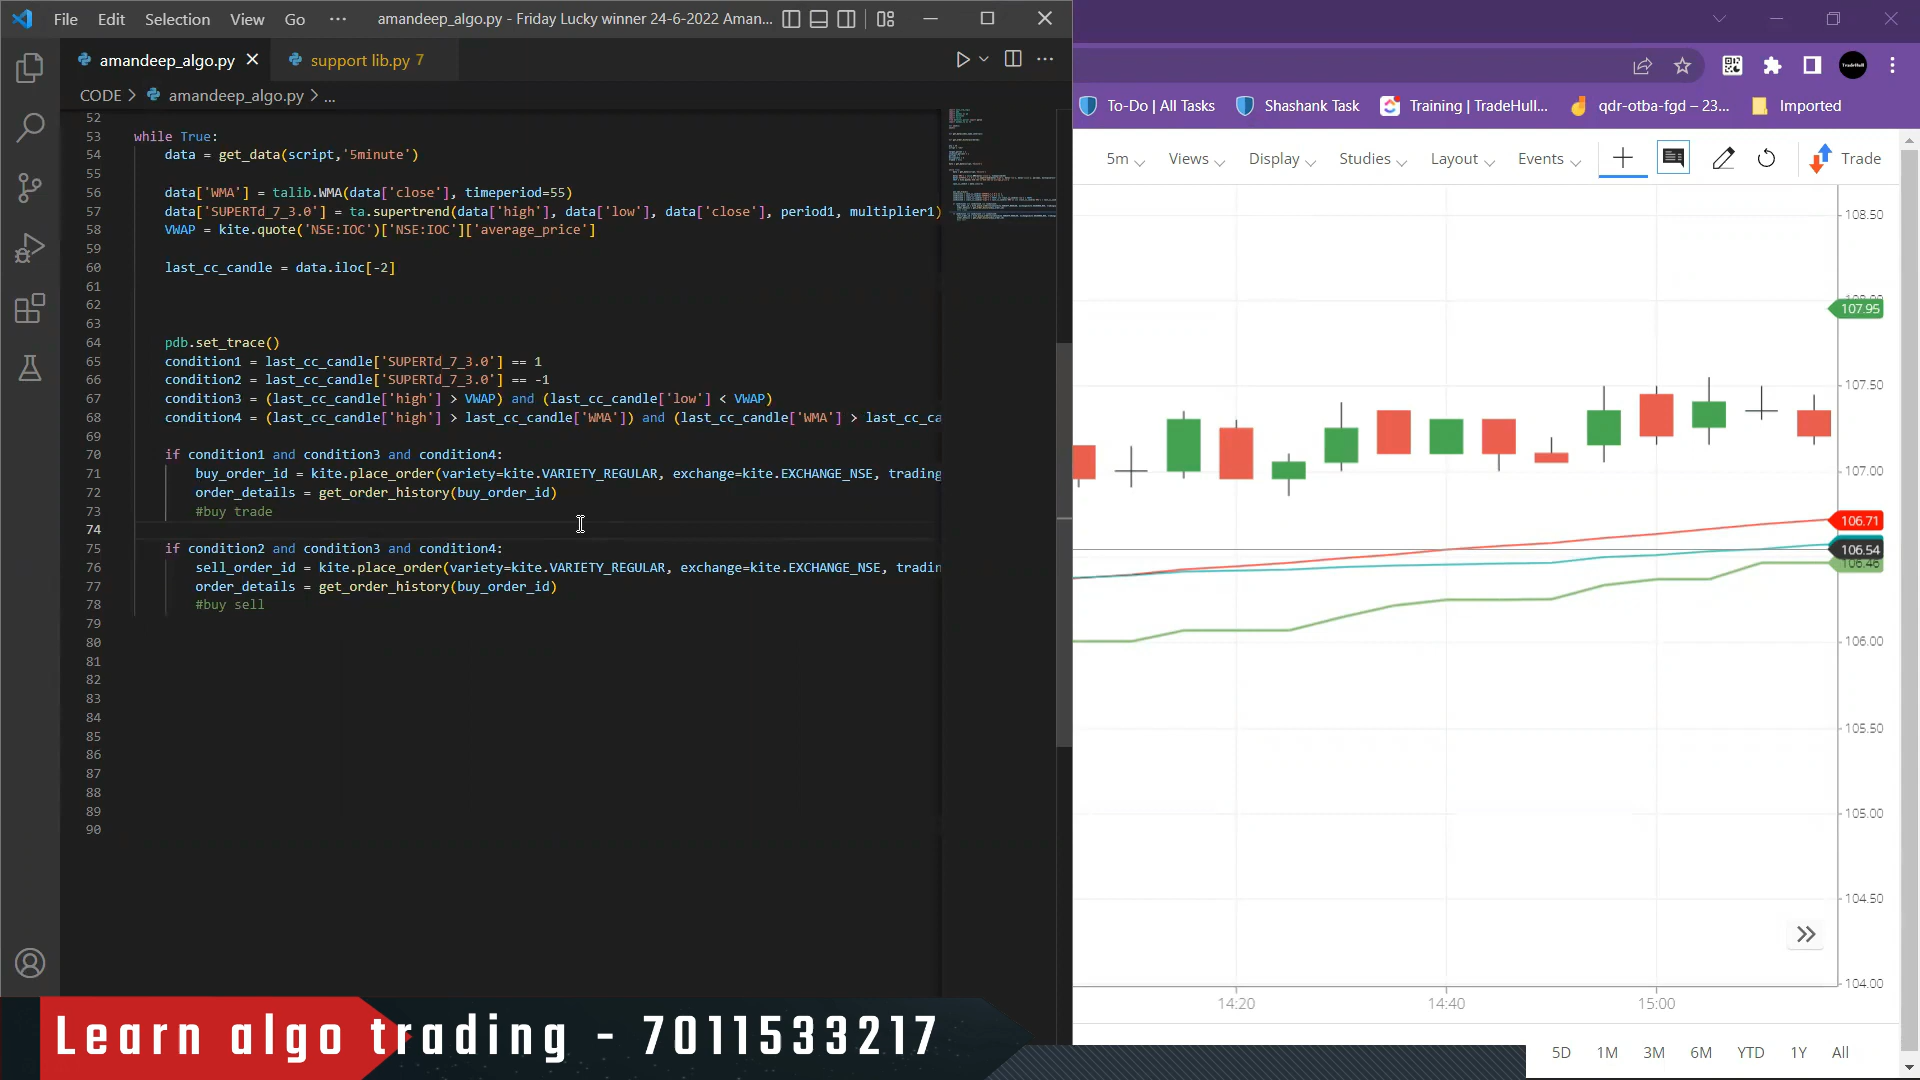 File Edit Selection View Go ··· amandeep_algo.py - Friday Lucky winner 24-6-2022 Aman...
amandeep_algo.py support lib.py 7
CODE > amandeep_algo.py > ...
52
53 while True:
54 data = get_data(script,'5minute')
55
56 data['WMA'] = talib.WMA(data['close'], timeperiod=55)
57 data['SUPERTd_7_3.0'] = ta.supertrend(data['high'], data['low'], data['close'], period1, multiplier1)
58 VWAP = kite.quote('NSE:IOC')['NSE:IOC']['average_price']
59
60 last_cc_candle = data.iloc[-2]
61
62
63
64 pdb.set_trace()
65 condition1 = last_cc_candle['SUPERTd_7_3.0'] == 1
66 condition2 = last_cc_candle['SUPERTd_7_3.0'] == -1
67 condition3 = (last_cc_candle['high'] > VWAP) and (last_cc_candle['low'] < VWAP)
68 condition4 = (last_cc_candle['high'] > last_cc_candle['WMA']) and (last_cc_candle['WMA'] > last_cc_ca
69
70 if condition1 and condition3 and condition4:
71 buy_order_id = kite.place_order(variety=kite.VARIETY_REGULAR, exchange=kite.EXCHANGE_NSE, trading
72 order_details = get_order_history(buy_order_id)
73 #buy trade
74
75 if condition2 and condition3 and condition4:
76 sell_order_id = kite.place_order(variety=kite.VARIETY_REGULAR, exchange=kite.EXCHANGE_NSE, tradin
77 order_details = get_order_history(buy_order_id)
78 #buy sell
79
80
81
82
83
84
85
86
87
88
89
90
To-Do | All Tasks Shashank Task Training | TradeHull... qdr-otba-fgd – 23... Imported
5m Views Display Studies Layout Events Trade
108.50
107.95
107.50
107.00
106.71
106.54
106.46
106.00
105.50
105.00
104.50
104.00
14:20 14:40 15:00
5D 1M 3M 6M YTD 1Y All
Learn algo trading - 7011533217